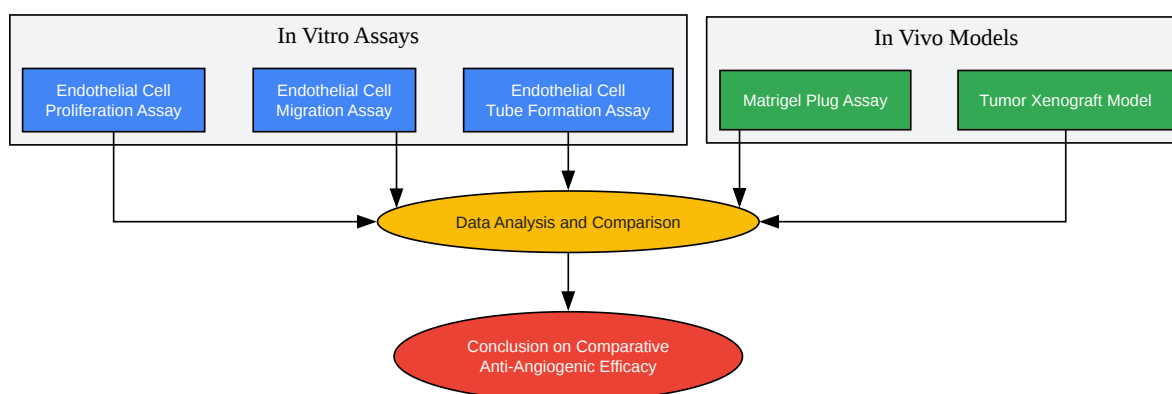 In Vitro Assays
Endothelial Cell
Proliferation Assay
Endothelial Cell
Migration Assay
Endothelial Cell
Tube Formation Assay
In Vivo Models
Matrigel Plug Assay
Tumor Xenograft Model
Data Analysis and Comparison
Conclusion on Comparative
Anti-Angiogenic Efficacy